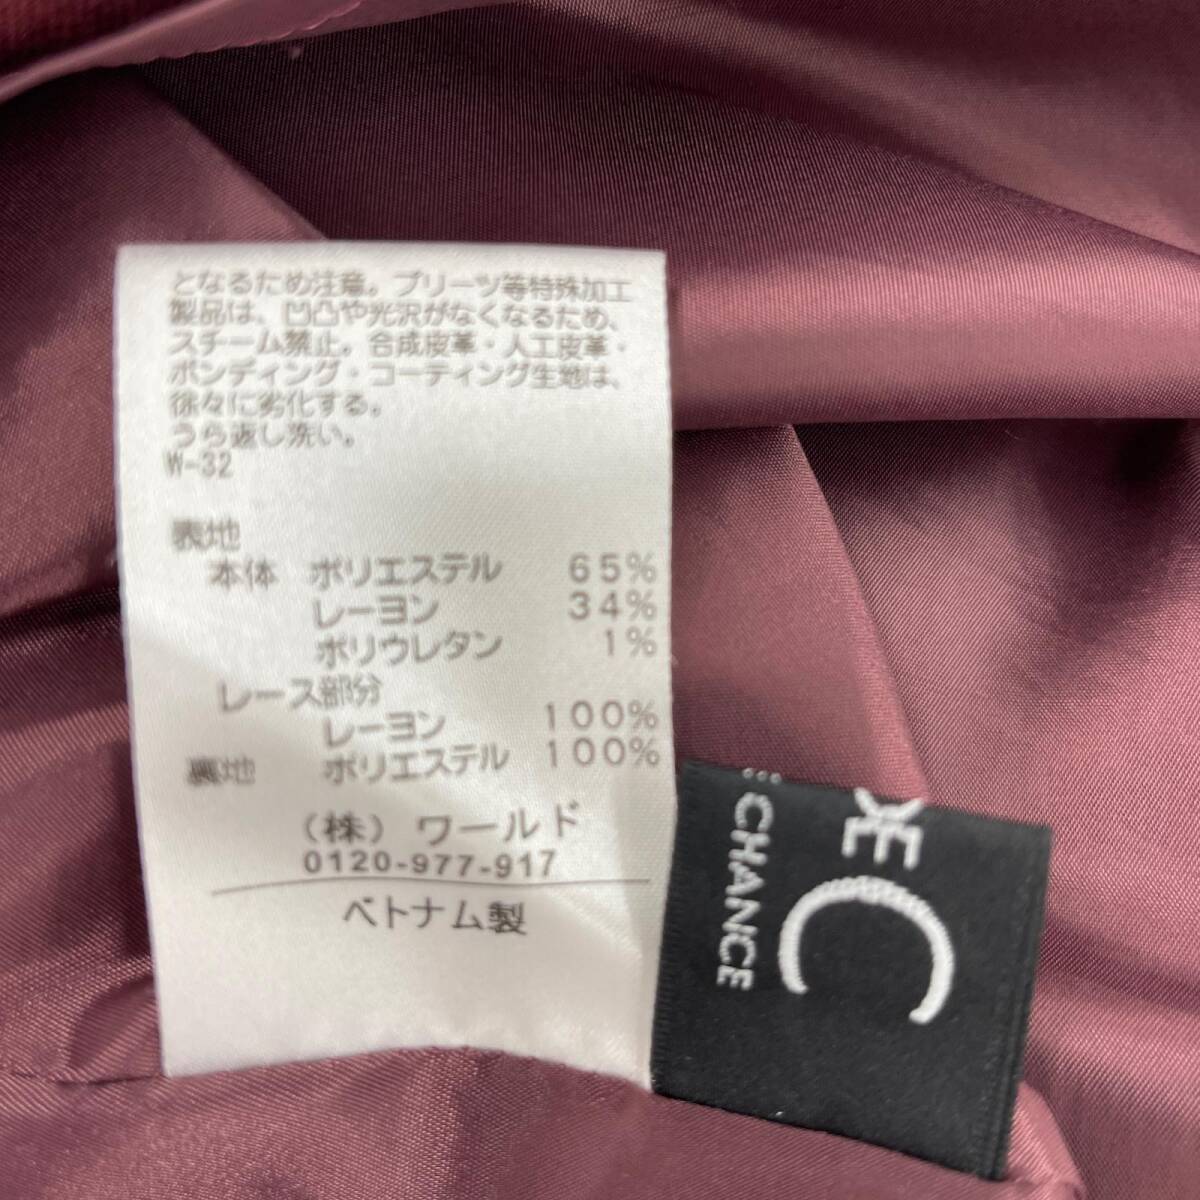 となるため注意。プリーツ等特殊加工
製品は、凹凸や光沢がなくなるため、
スチーム禁止。合成皮革・人工皮革・
ボンディング・コーティング生地は、
徐々に劣化する。
うら返し洗い。
W-32
表地
本体 ポリエステル 65%
レーヨン 34%
ポリウレタン 1%
レース部分
レーヨン 100%
裏地 ポリエステル 100%
(株) ワールド
0120-977-917
ベトナム製
DE C
CHANCE